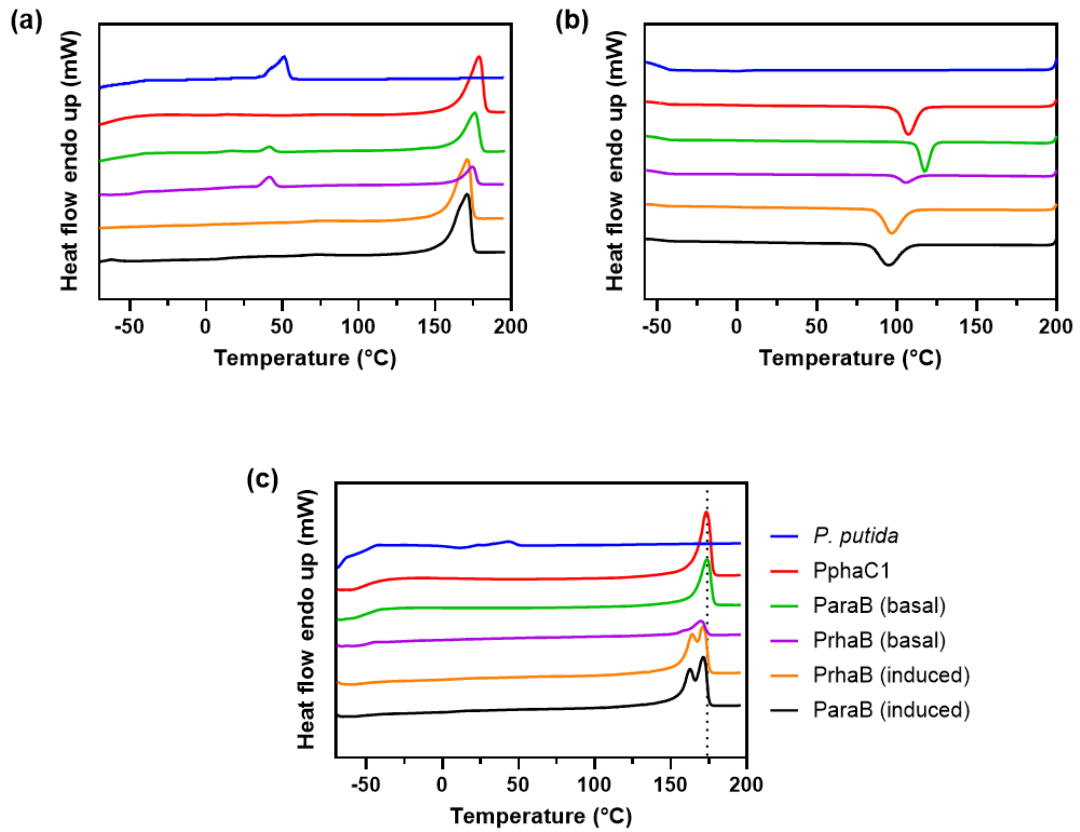 (a)
Heat flow endo up (mW)
-50 0 50 100 150 200
Temperature (°C)
(b)
Heat flow endo up (mW)
-50 0 50 100 150 200
Temperature (°C)
(c)
Heat flow endo up (mW)
-50 0 50 100 150 200
Temperature (°C)
P. putida
PphaC1
ParaB (basal)
PrhaB (basal)
PrhaB (induced)
ParaB (induced)